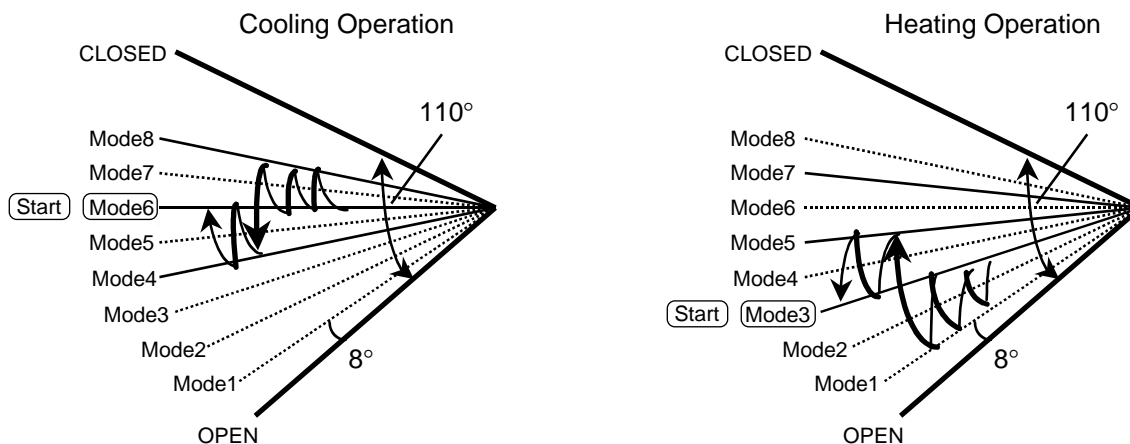 Cooling Operation
CLOSED
110°
Mode8
Mode7
Start Mode6
Mode5
Mode4
Mode3
Mode2
Mode1
8°
OPEN
Heating Operation
CLOSED
110°
Mode8
Mode7
Mode6
Mode5
Mode4
Start Mode3
Mode2
Mode1
8°
OPEN